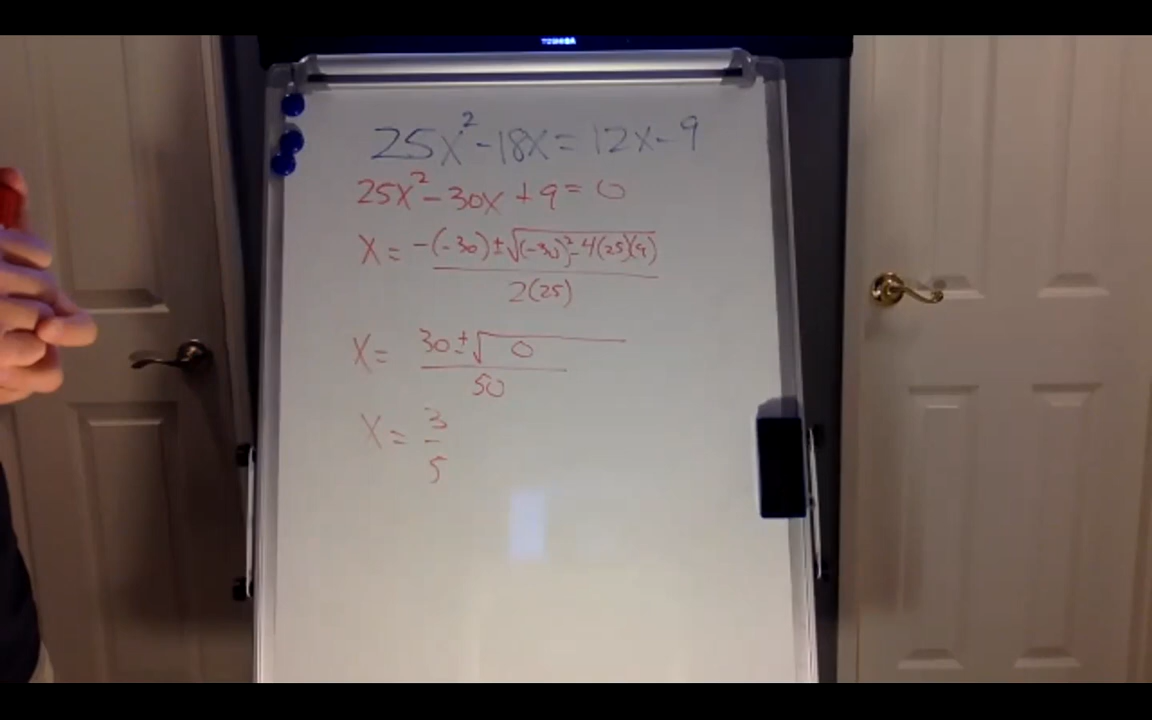 TOSHIBA
25x² - 18x = 12x - 9
25x² - 30x + 9 = 0
x = -(-30) ± √(-30)² - 4(25)(9)
2(25)
x = 30 ± √ 0
50
x = 3
5